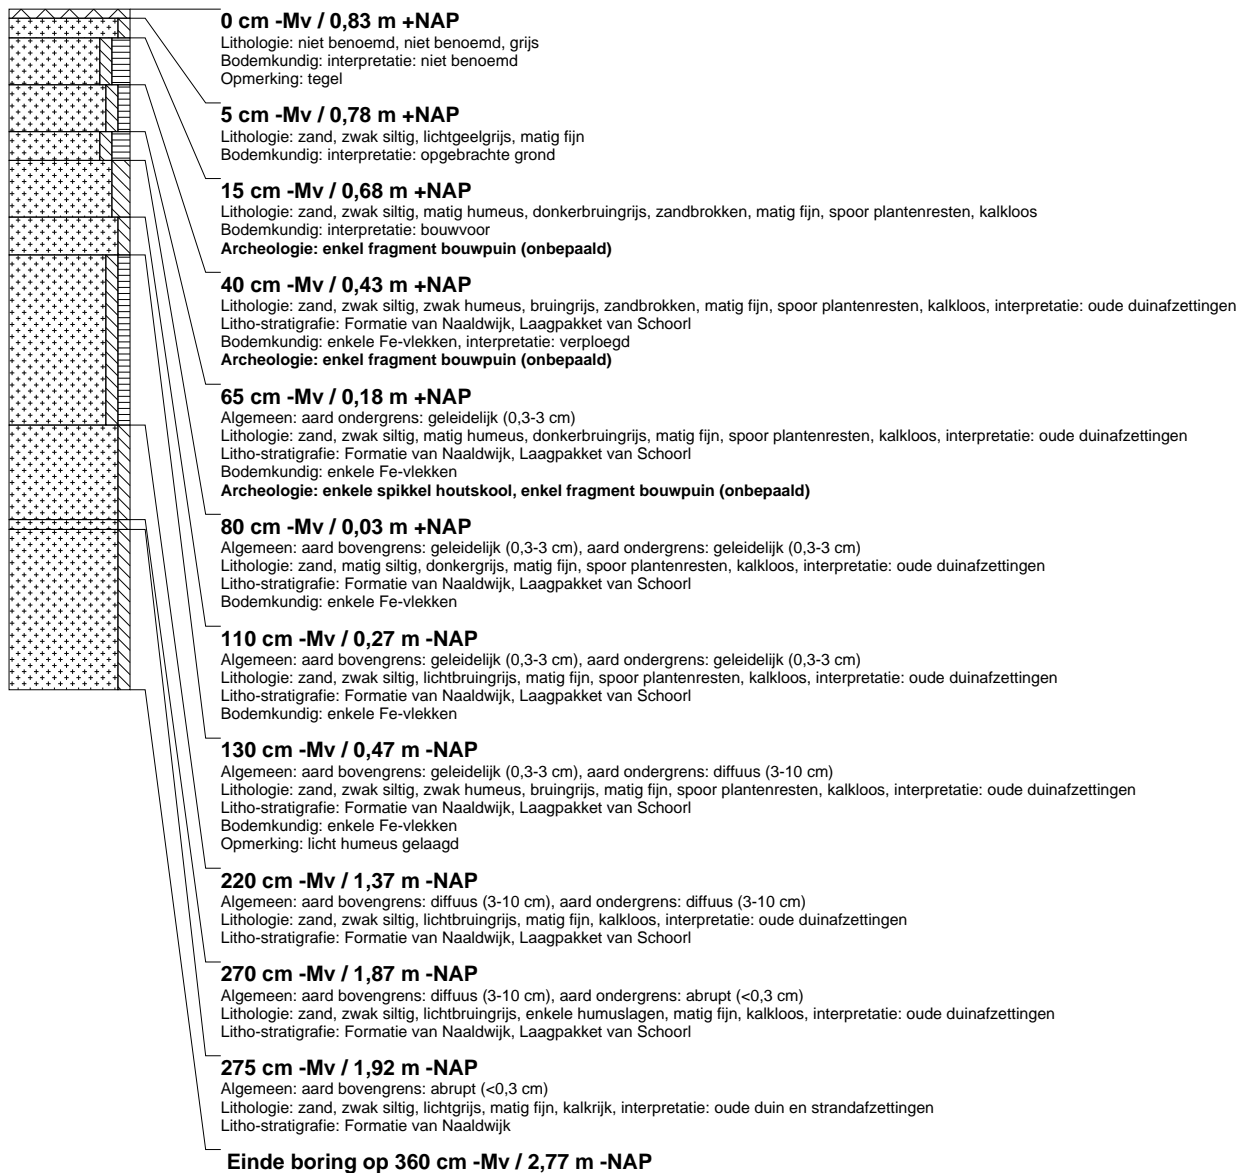 0 cm -Mv / 0,83 m +NAP
Lithologie: niet benoemd, niet benoemd, grijs
Bodemkundig: interpretatie: niet benoemd
Opmerking: tegel
5 cm -Mv / 0,78 m +NAP
Lithologie: zand, zwak siltig, lichtgeelgrijs, matig fijn
Bodemkundig: interpretatie: opgebrachte grond
15 cm -Mv / 0,68 m +NAP
Lithologie: zand, zwak siltig, matig humeus, donkerbruingrijs, zandbrokken, matig fijn, spoor plantenresten, kalkloos
Bodemkundig: interpretatie: bouwvoor
Archeologie: enkel fragment bouwpuin (onbepaald)
40 cm -Mv / 0,43 m +NAP
Lithologie: zand, zwak siltig, zwak humeus, bruingrijs, zandbrokken, matig fijn, spoor plantenresten, kalkloos, interpretatie: oude duinafzettingen
Litho-stratigrafie: Formatie van Naaldwijk, Laagpakket van Schoorl
Bodemkundig: enkele Fe-vlekken, interpretatie: verploegd
Archeologie: enkel fragment bouwpuin (onbepaald)
65 cm -Mv / 0,18 m +NAP
Algemeen: aard ondergrens: geleidelijk (0,3-3 cm)
Lithologie: zand, zwak siltig, matig humeus, donkerbruingrijs, matig fijn, spoor plantenresten, kalkloos, interpretatie: oude duinafzettingen
Litho-stratigrafie: Formatie van Naaldwijk, Laagpakket van Schoorl
Bodemkundig: enkele Fe-vlekken
Archeologie: enkele spikkel houtskool, enkel fragment bouwpuin (onbepaald)
80 cm -Mv / 0,03 m +NAP
Algemeen: aard bovengrens: geleidelijk (0,3-3 cm), aard ondergrens: geleidelijk (0,3-3 cm)
Lithologie: zand, matig siltig, donkergrijs, matig fijn, spoor plantenresten, kalkloos, interpretatie: oude duinafzettingen
Litho-stratigrafie: Formatie van Naaldwijk, Laagpakket van Schoorl
Bodemkundig: enkele Fe-vlekken
110 cm -Mv / 0,27 m -NAP
Algemeen: aard bovengrens: geleidelijk (0,3-3 cm), aard ondergrens: geleidelijk (0,3-3 cm)
Lithologie: zand, zwak siltig, lichtbruingrijs, matig fijn, spoor plantenresten, kalkloos, interpretatie: oude duinafzettingen
Litho-stratigrafie: Formatie van Naaldwijk, Laagpakket van Schoorl
Bodemkundig: enkele Fe-vlekken
130 cm -Mv / 0,47 m -NAP
Algemeen: aard bovengrens: geleidelijk (0,3-3 cm), aard ondergrens: diffuus (3-10 cm)
Lithologie: zand, zwak siltig, zwak humeus, bruingrijs, matig fijn, spoor plantenresten, kalkloos, interpretatie: oude duinafzettingen
Litho-stratigrafie: Formatie van Naaldwijk, Laagpakket van Schoorl
Bodemkundig: enkele Fe-vlekken
Opmerking: licht humeus gelaagd
220 cm -Mv / 1,37 m -NAP
Algemeen: aard bovengrens: diffuus (3-10 cm), aard ondergrens: diffuus (3-10 cm)
Lithologie: zand, zwak siltig, lichtbruingrijs, matig fijn, kalkloos, interpretatie: oude duinafzettingen
Litho-stratigrafie: Formatie van Naaldwijk, Laagpakket van Schoorl
270 cm -Mv / 1,87 m -NAP
Algemeen: aard bovengrens: diffuus (3-10 cm), aard ondergrens: abrupt (<0,3 cm)
Lithologie: zand, zwak siltig, lichtbruingrijs, enkele humuslagen, matig fijn, kalkloos, interpretatie: oude duinafzettingen
Litho-stratigrafie: Formatie van Naaldwijk, Laagpakket van Schoorl
275 cm -Mv / 1,92 m -NAP
Algemeen: aard bovengrens: abrupt (<0,3 cm)
Lithologie: zand, zwak siltig, lichtgrijs, matig fijn, kalkrijk, interpretatie: oude duin en strandafzettingen
Litho-stratigrafie: Formatie van Naaldwijk
Einde boring op 360 cm -Mv / 2,77 m -NAP